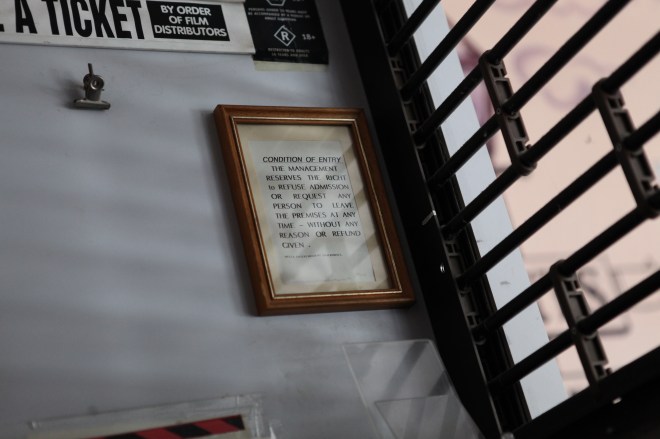 A TICKET
BY ORDER
OF FILM
DISTRIBUTORS
R
18+
CONDITION OF ENTRY
THE MANAGEMENT
RESERVES THE RIGHT
to REFUSE ADMISSION
OR REQUEST ANY
PERSON TO LEAVE
THE PREMISES AT ANY
TIME - WITHOUT ANY
REASON OR REFUND
GIVEN.